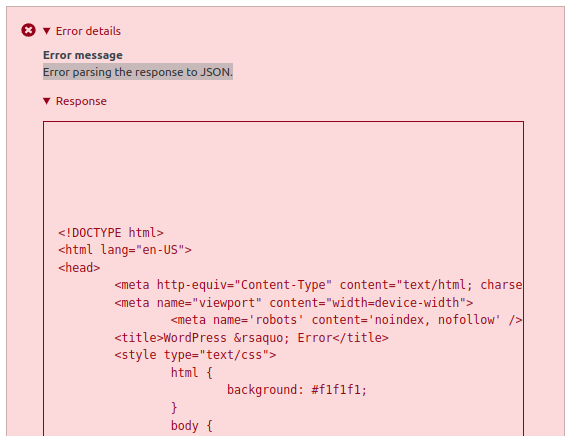 Error details
Error message
Error parsing the response to JSON.
Response
<!DOCTYPE html>
<html lang="en-US">
<head>
<meta http-equiv="Content-Type" content="text/html; charse
<meta name="viewport" content="width=device-width">
<meta name='robots' content='noindex, nofollow' />
<title>WordPress &rsaquo; Error</title>
<style type="text/css">
html {
background: #f1f1f1;
}
body {